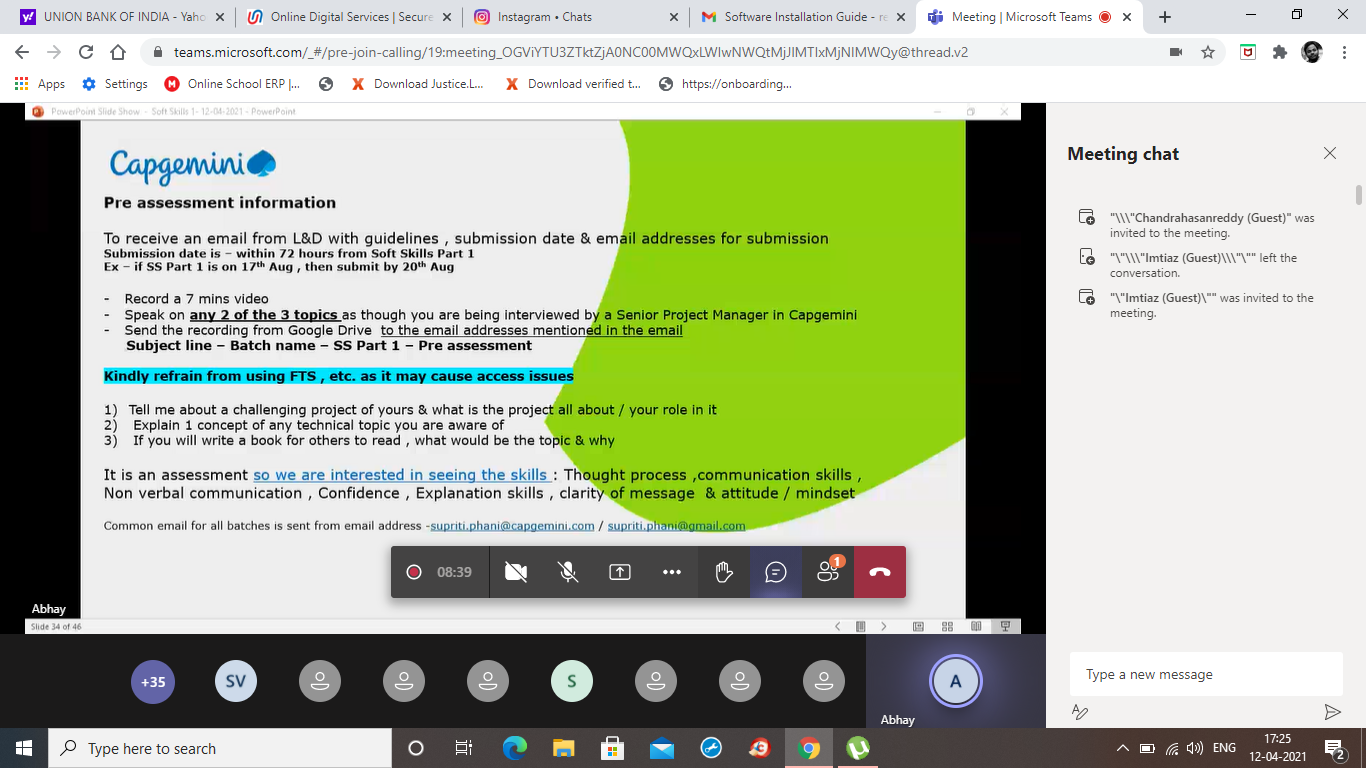 UNION BANK OF INDIA - Yaho
Online Digital Services | Secure
Instagram • Chats
Software Installation Guide - re
Meeting | Microsoft Teams
teams.microsoft.com/_#/pre-join-calling/19:meeting_OGViYTU3ZTktZjA0NC00MWQxLWIwNWQtMjJIMTIxMjNIMWQy@thread.v2
Apps
Settings
Online School ERP |...
Download Justice.L...
Download verified t...
https://onboarding...
PowerPoint Slide Show - Soft Skills 1- 12-04-2021 - PowerPoint
Capgemini
Pre assessment information
To receive an email from L&D with guidelines , submission date & email addresses for submission
Submission date is – within 72 hours from Soft Skills Part 1
Ex – if SS Part 1 is on 17th Aug , then submit by 20th Aug
- Record a 7 mins video
- Speak on any 2 of the 3 topics as though you are being interviewed by a Senior Project Manager in Capgemini
- Send the recording from Google Drive to the email addresses mentioned in the email
Subject line – Batch name – SS Part 1 – Pre assessment
Kindly refrain from using FTS , etc. as it may cause access issues
1) Tell me about a challenging project of yours & what is the project all about / your role in it
2) Explain 1 concept of any technical topic you are aware of
3) If you will write a book for others to read , what would be the topic & why
It is an assessment so we are interested in seeing the skills : Thought process ,communication skills ,
Non verbal communication , Confidence , Explanation skills , clarity of message & attitude / mindset
Common email for all batches is sent from email address -supriti.phani@capgemini.com / supriti.phani@gmail.com
08:39
1
Abhay
Slide 34 of 46
+35
SV
S
A
Abhay
Meeting chat
"\\\"Chandrahasanreddy (Guest)" was
invited to the meeting.
"\"\\\"Imtiaz (Guest)\\\"\"" left the
conversation.
"\"Imtiaz (Guest)\"" was invited to the
meeting.
Type a new message
Type here to search
ENG
17:25
12-04-2021
2